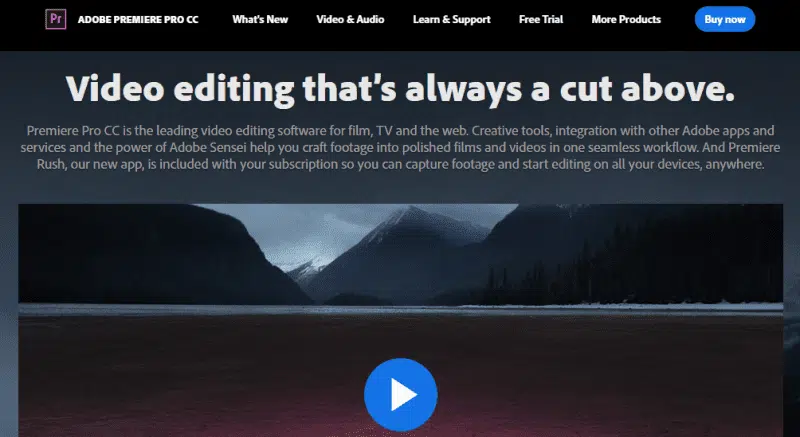 Pr ADOBE PREMIERE PRO CC What's New Video & Audio Learn & Support Free Trial More Products Buy now
Video editing that's always a cut above.
Premiere Pro CC is the leading video editing software for film, TV and the web. Creative tools, integration with other Adobe apps and
services and the power of Adobe Sensei help you craft footage into polished films and videos in one seamless workflow. And Premiere
Rush, our new app, is included with your subscription so you can capture footage and start editing on all your devices, anywhere.